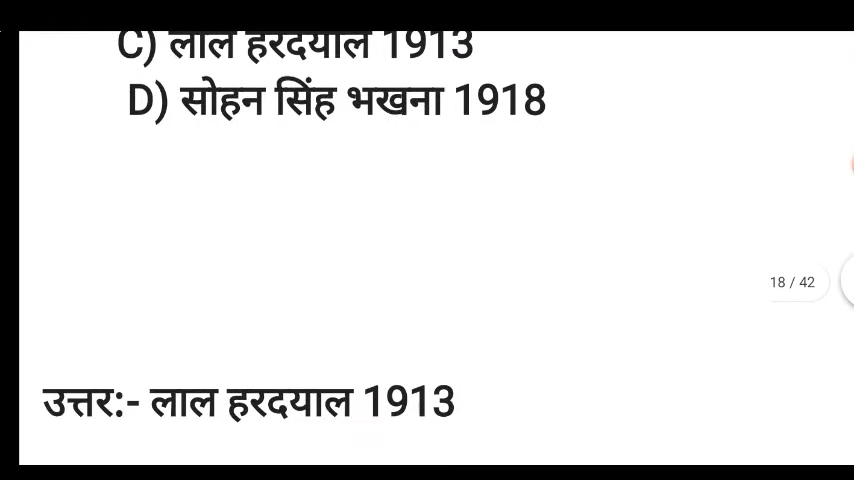 C) लाल हरदयाल 1913
D) सोहन सिंह भखना 1918
18 / 42
उत्तर:- लाल हरदयाल 1913